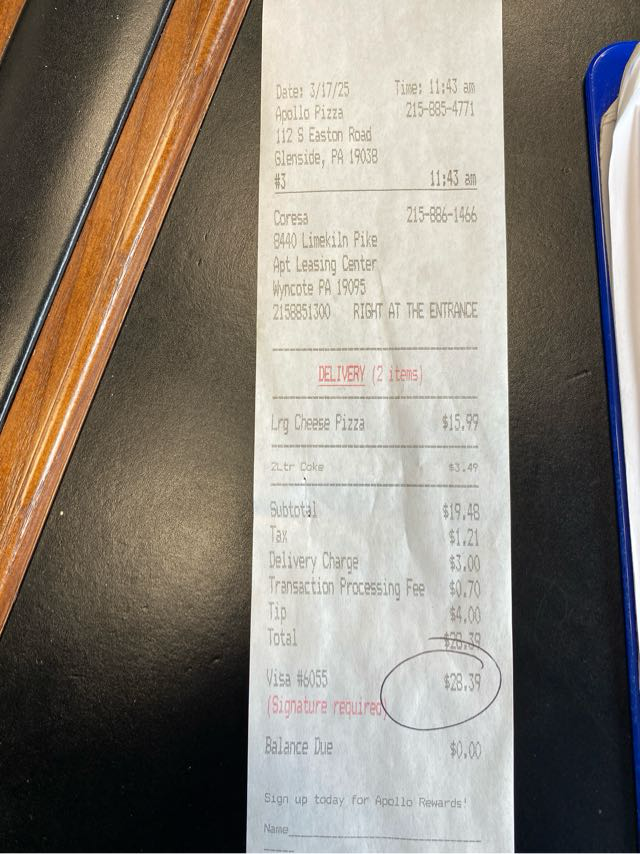 Date: 3/17/25 Time: 11:43 am
Apollo Pizza 215-885-4771
112 S Easton Road
Glenside, PA 19038
#3 11:43 am
Coresa 215-886-1466
8440 Limekiln Pike
Apt Leasing Center
Wyncote PA 19095
2158851300 RIGHT AT THE ENTRANCE
DELIVERY (2 items)
Lrg Cheese Pizza $15.99
2Ltr Coke $3.49
Subtotal $19.48
Tax $1.21
Delivery Charge $3.00
Transaction Processing Fee $0.70
Tip $4.00
Total $28.39
Visa #6055 $28.39
(Signature required)
Balance Due $0.00
Sign up today for Apollo Rewards!
Name